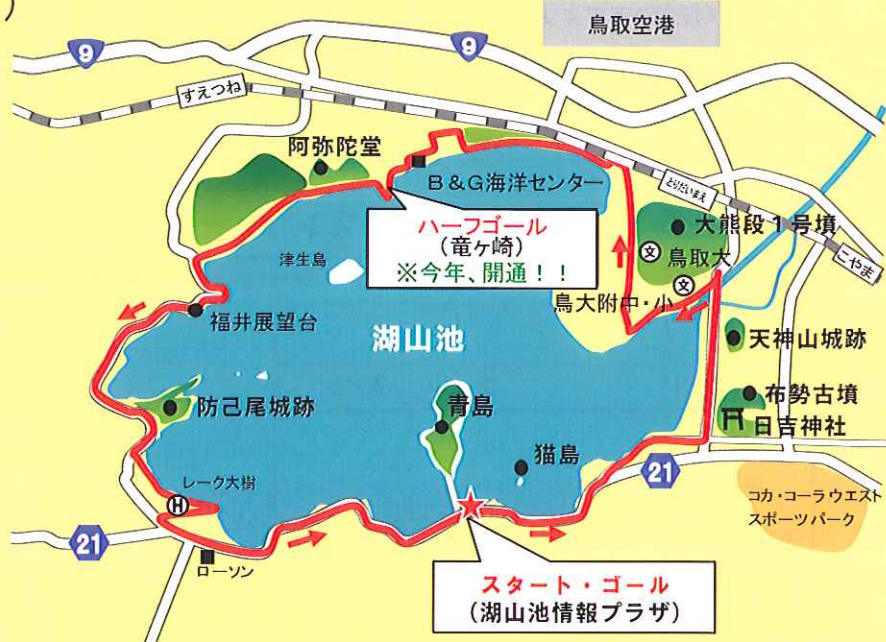 )
鳥取空港
9
9
すえつね
阿弥陀堂
B&G海洋センター
とりだいまえ
ハーフゴール
(竜ヶ崎)
※今年、開通!!
大熊段1号墳
文
鳥取大
こやま
文
鳥大附中・小
津生島
福井展望台
湖山池
天神山城跡
防己尾城跡
青島
布勢古墳
日吉神社
猫島
21
レーク大樹
H
コカ・コーラウエスト
スポーツパーク
21
ローソン
スタート・ゴール
(湖山池情報プラザ)